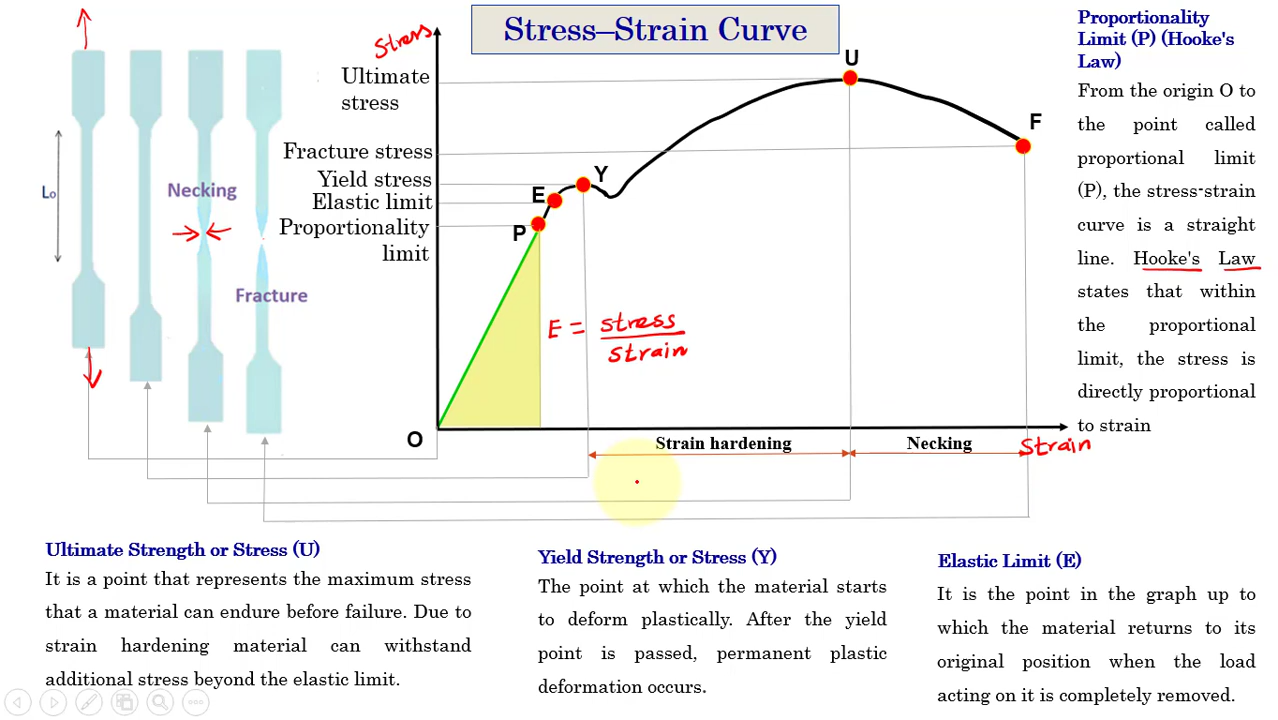 Stress–Strain Curve
Stress
Ultimate
stress
Fracture stress
Yield stress
Elastic limit
Proportionality
limit
L₀
Necking
Fracture
U
F
Y
E
P
O
E = stress
strain
Strain hardening
Necking
Strain
Proportionality
Limit (P) (Hooke's
Law)
From the origin O to
the point called
proportional limit
(P), the stress-strain
curve is a straight
line. Hooke's Law
states that within
the proportional
limit, the stress is
directly proportional
to strain
Ultimate Strength or Stress (U)
It is a point that represents the maximum stress
that a material can endure before failure. Due to
strain hardening material can withstand
additional stress beyond the elastic limit.
Yield Strength or Stress (Y)
The point at which the material starts
to deform plastically. After the yield
point is passed, permanent plastic
deformation occurs.
Elastic Limit (E)
It is the point in the graph up to
which the material returns to its
original position when the load
acting on it is completely removed.